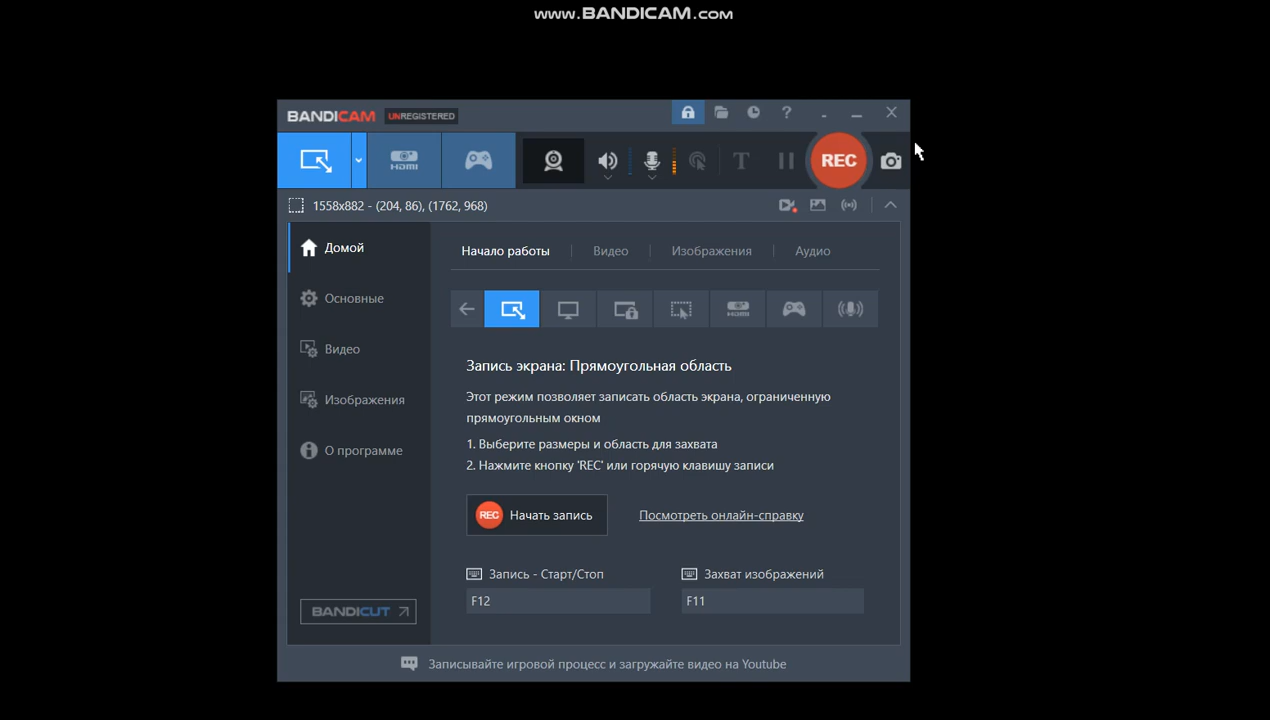 www.BANDICAM.com
BANDICAM UNREGISTERED
?
HDMI T REC
1558x882 - (204, 86), (1762, 968)
Домой
Основные
Видео
Изображения
О программе
BANDICUT
Начало работы Видео Изображения Аудио
HDMI
Запись экрана: Прямоугольная область
Этот режим позволяет записать область экрана, ограниченную
прямоугольным окном
1. Выберите размеры и область для захвата
2. Нажмите кнопку 'REC' или горячую клавишу записи
REC Начать запись Посмотреть онлайн-справку
Запись - Старт/Стоп Захват изображений
F12 F11
Записывайте игровой процесс и загружайте видео на Youtube